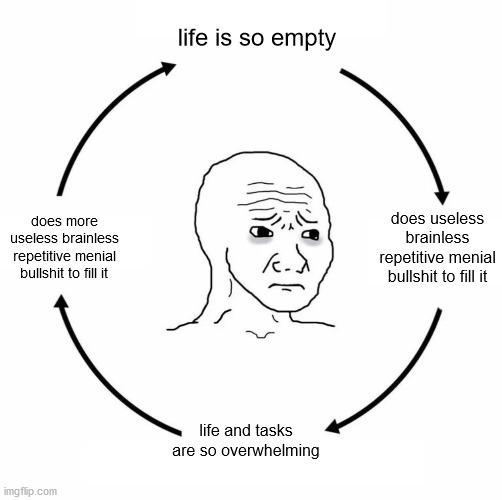 life is so empty
does useless
brainless
repetitive menial
bullshit to fill it
life and tasks
are so overwhelming
does more
useless brainless
repetitive menial
bullshit to fill it
imgflip.com